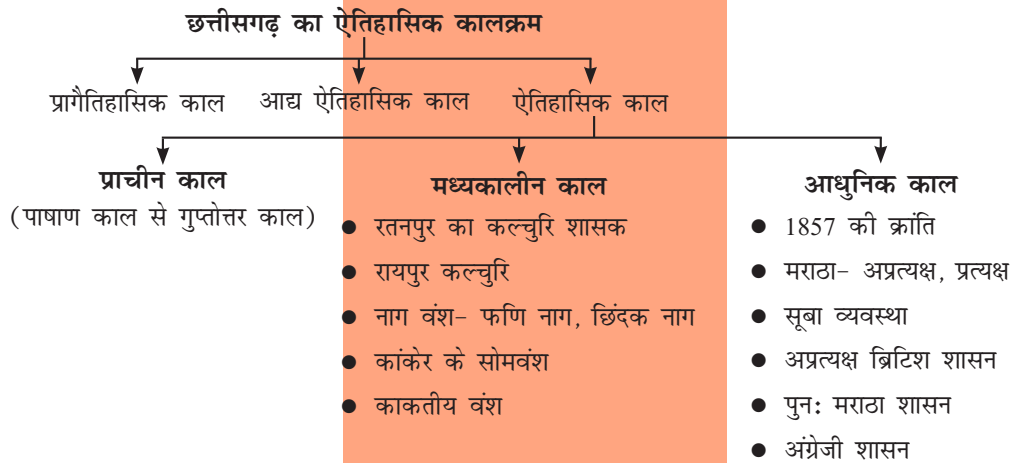 छत्तीसगढ़ का ऐतिहासिक कालक्रम
प्रागैतिहासिक काल
आद्य ऐतिहासिक काल
ऐतिहासिक काल
प्राचीन काल
(पाषाण काल से गुप्तोत्तर काल)
मध्यकालीन काल
● रतनपुर का कल्चुरि शासक
● रायपुर कल्चुरि
● नाग वंश– फणि नाग, छिंदक नाग
● कांकेर के सोमवंश
● काकतीय वंश
आधुनिक काल
● 1857 की क्रांति
● मराठा– अप्रत्यक्ष, प्रत्यक्ष
● सूबा व्यवस्था
● अप्रत्यक्ष ब्रिटिश शासन
● पुन: मराठा शासन
● अंग्रेजी शासन